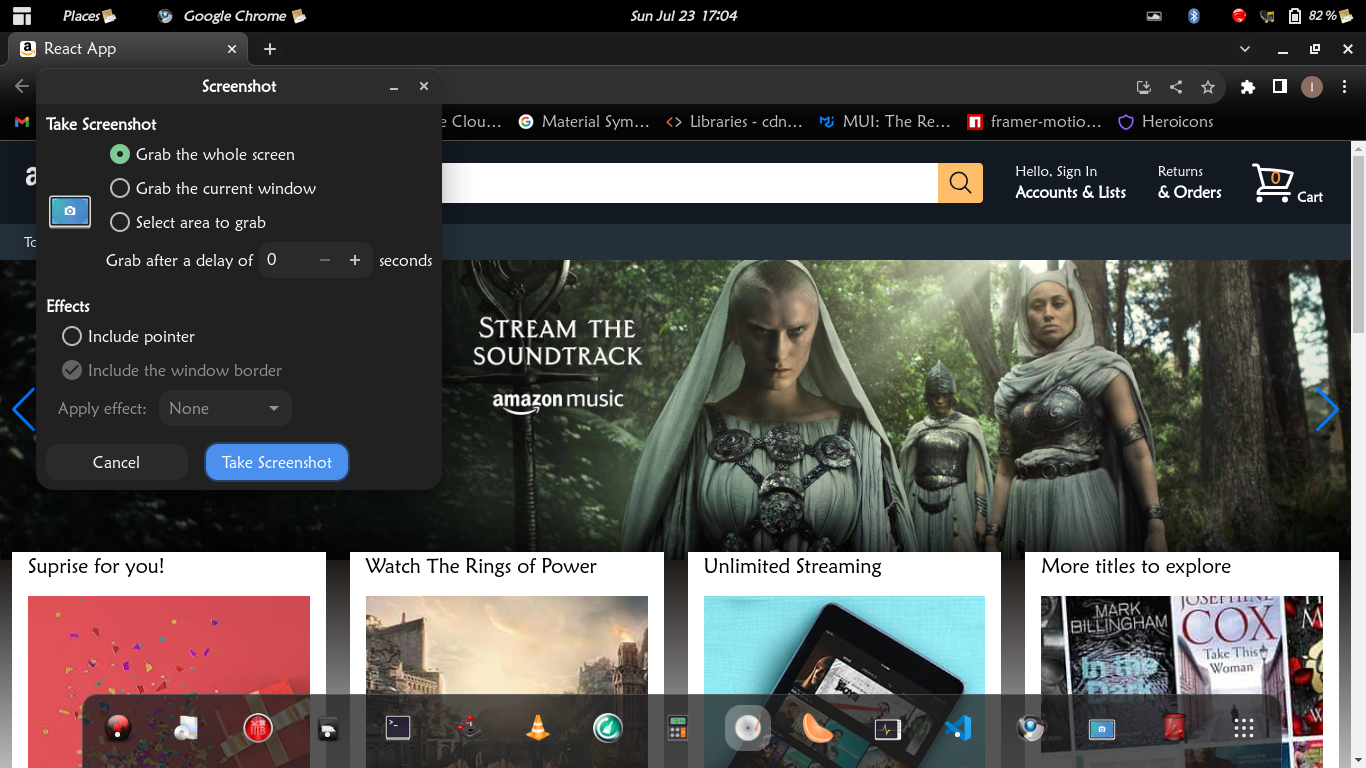 Places
Google Chrome
Sun Jul 23 17:04
82 %
React App
Screenshot
I
Take Screenshot
Grab the whole screen
Grab the current window
Select area to grab
Grab after a delay of 0 seconds
Effects
Include pointer
Include the window border
Apply effect: None
Cancel
Take Screenshot
e Clou…
Material Sym…
Libraries - cdn…
MUI: The Re…
framer-motio…
Heroicons
a
Hello, Sign In
Accounts & Lists
Returns
& Orders
0
Cart
To
STREAM THE
SOUNDTRACK
amazon music
Suprise for you!
Watch The Rings of Power
Unlimited Streaming
More titles to explore
MARK
BILLINGHAM
In the
Dark
JOSEPHINE
COX
Take This
Woman